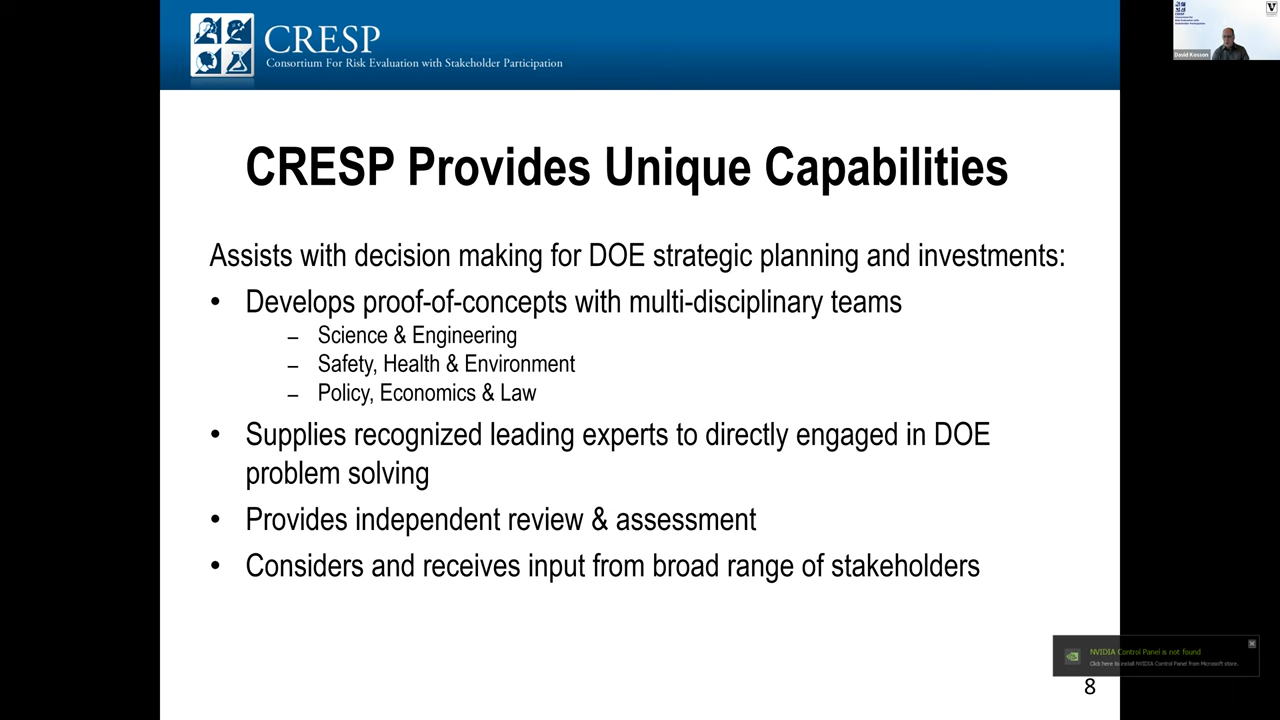 CRESP
Consortium For Risk Evaluation with Stakeholder Participation
CRESP Provides Unique Capabilities
Assists with decision making for DOE strategic planning and investments:
• Develops proof-of-concepts with multi-disciplinary teams
– Science & Engineering
– Safety, Health & Environment
– Policy, Economics & Law
• Supplies recognized leading experts to directly engaged in DOE
problem solving
• Provides independent review & assessment
• Considers and receives input from broad range of stakeholders
8
NVIDIA Control Panel is not found
Click here to install NVIDIA Control Panel from Microsoft store.
CRESP
David Kosson
V